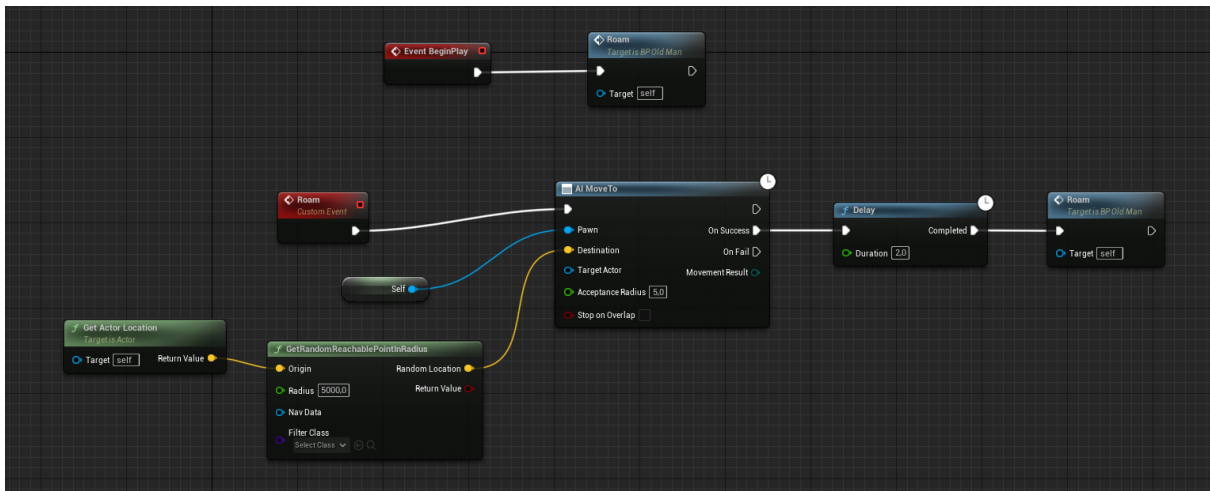 Event BeginPlay
Roam
Target is BP Old Man
Target self
Roam
Custom Event
AI MoveTo
Pawn
On Success
Destination
On Fail
Target Actor
Movement Result
Acceptance Radius 5,0
Stop on Overlap
Delay
Completed
Duration 2,0
Roam
Target is BP Old Man
Target self
Self
Get Actor Location
Target is Actor
Target self
Return Value
GetRandomReachablePointInRadius
Origin
Random Location
Radius 5000,0
Return Value
Nav Data
Filter Class
Select Class